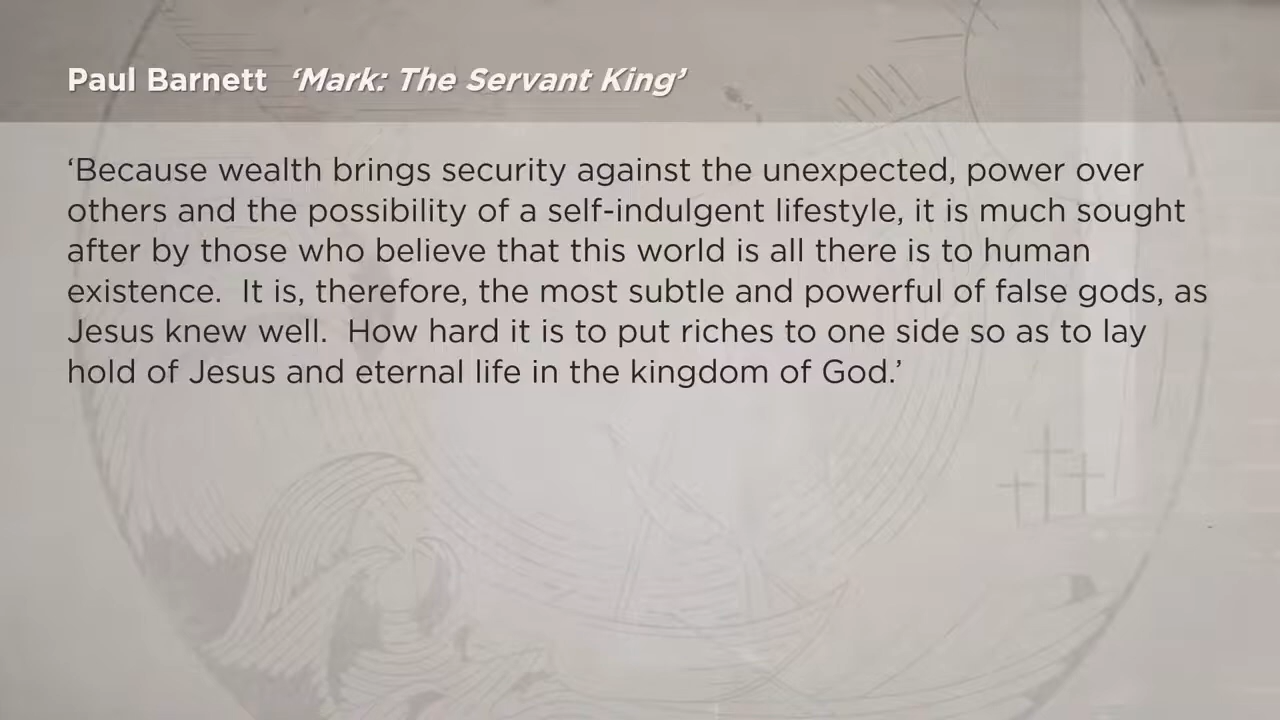 Paul Barnett ‘Mark: The Servant King’
‘Because wealth brings security against the unexpected, power over
others and the possibility of a self-indulgent lifestyle, it is much sought
after by those who believe that this world is all there is to human
existence.  It is, therefore, the most subtle and powerful of false gods, as
Jesus knew well.  How hard it is to put riches to one side so as to lay
hold of Jesus and eternal life in the kingdom of God.’